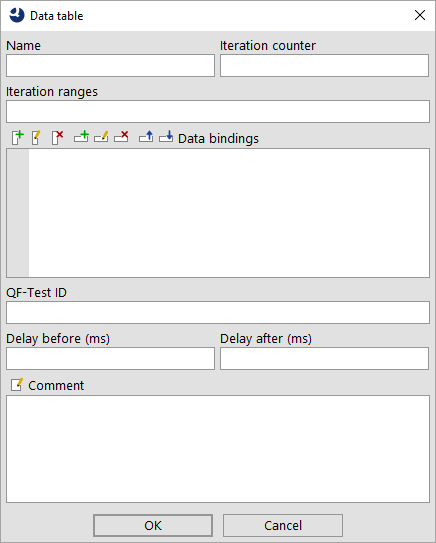 Data table
Name Iteration counter
Iteration ranges
Data bindings
QF-Test ID
Delay before (ms) Delay after (ms)
Comment
OK Cancel